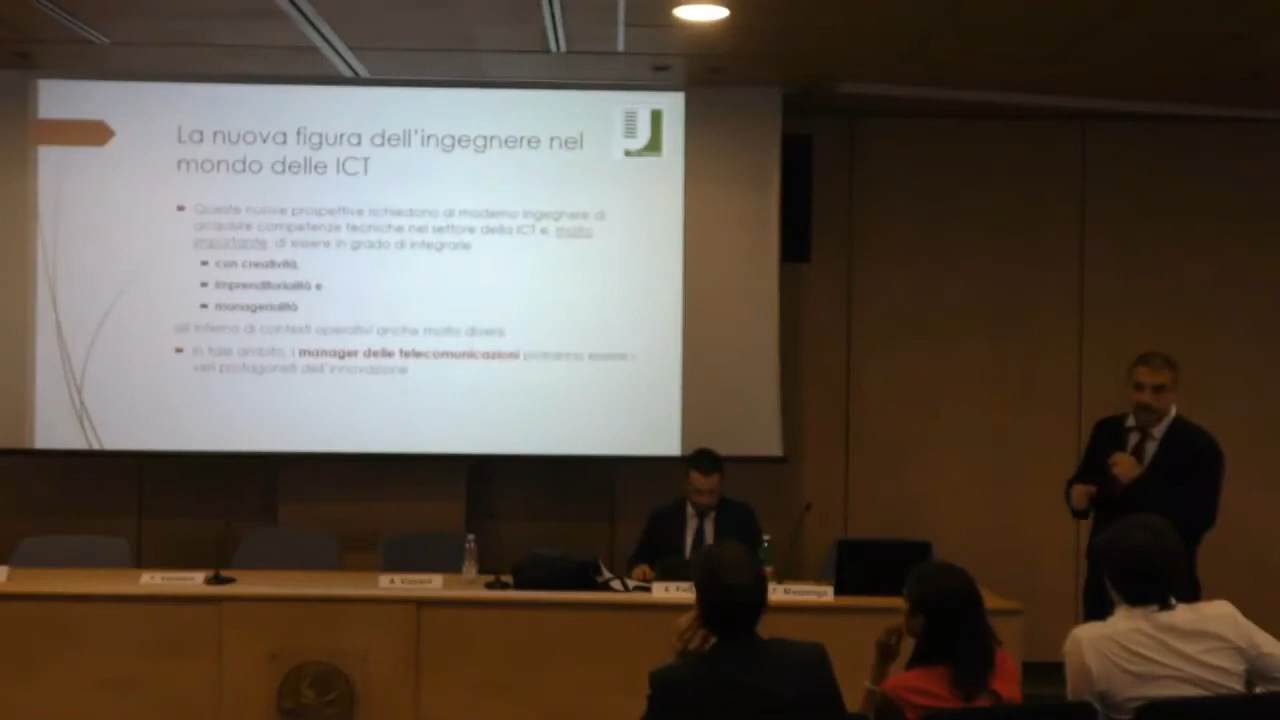 La nuova figura dell'ingegnere nel
mondo delle ICT
Queste nuove prospettive richiedono al moderno ingegnere di
acquisire competenze tecniche nel settore della ICT e, molto
importante, di essere in grado di integrarle
con creatività,
imprenditorialità e
managerialità
all'interno di contesti operativi anche molto diversi
In tale ambito, i manager delle telecomunicazioni potranno essere i
veri protagonisti dell'innovazione